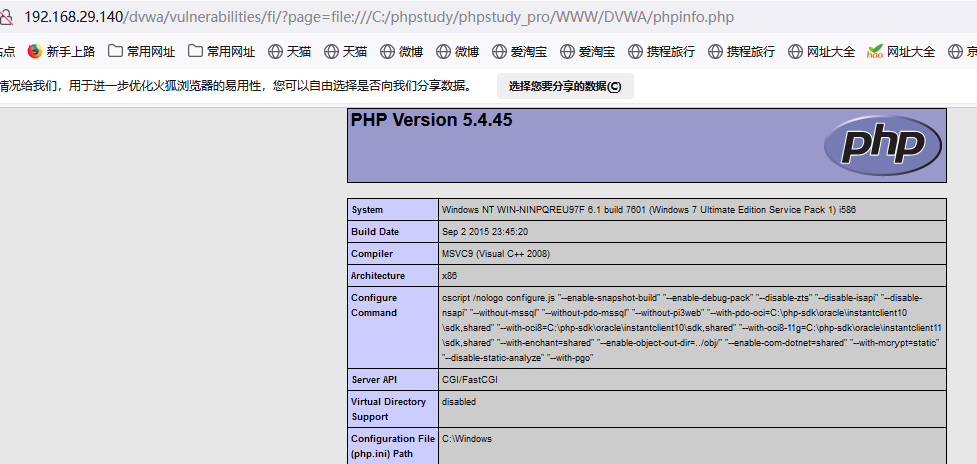 192.168.29.140/dvwa/vulnerabilities/fi/?page=file:///C:/phpstudy/phpstudy_pro/WWW/DVWA/phpinfo.php
站点 新手上路 常用网址 常用网址 天猫 天猫 微博 微博 爱淘宝 爱淘宝 携程旅行 携程旅行 网址大全 hao 网址大全 京
情况给我们，用于进一步优化火狐浏览器的易用性，您可以自由选择是否向我们分享数据。 选择您要分享的数据(C)
PHP Version 5.4.45 php
System Windows NT WIN-NINPQREU97F 6.1 build 7601 (Windows 7 Ultimate Edition Service Pack 1) i586
Build Date Sep 2 2015 23:45:20
Compiler MSVC9 (Visual C++ 2008)
Architecture x86
Configure Command cscript /nologo configure.js "--enable-snapshot-build" "--enable-debug-pack" "--disable-zts" "--disable-isapi" "--disable-
nsapi" "--without-mssql" "--without-pdo-mssql" "--without-pi3web" "--with-pdo-oci=C:\php-sdk\oracle\instantclient10
\sdk,shared" "--with-oci8=C:\php-sdk\oracle\instantclient10\sdk,shared" "--with-oci8-11g=C:\php-sdk\oracle\instantclient11
\sdk,shared" "--with-enchant=shared" "--enable-object-out-dir=../obj/" "--enable-com-dotnet=shared" "--with-mcrypt=static"
"--disable-static-analyze" "--with-pgo"
Server API CGI/FastCGI
Virtual Directory Support disabled
Configuration File (php.ini) Path C:\Windows